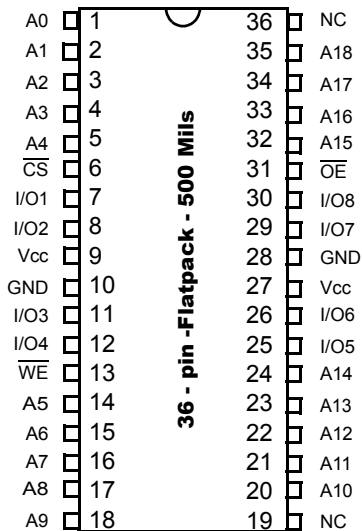 A0 1 36 NC
A1 2 35 A18
A2 3 34 A17
A3 4 33 A16
A4 5 32 A15
C̅S̅ 6 31 O̅E̅
I/O1 7 30 I/O8
I/O2 8 29 I/O7
Vcc 9 28 GND
GND 10 27 Vcc
I/O3 11 26 I/O6
I/O4 12 25 I/O5
W̅E̅ 13 24 A14
A5 14 23 A13
A6 15 22 A12
A7 16 21 A11
A8 17 20 A10
A9 18 19 NC
36 - pin -Flatpack - 500 Mils